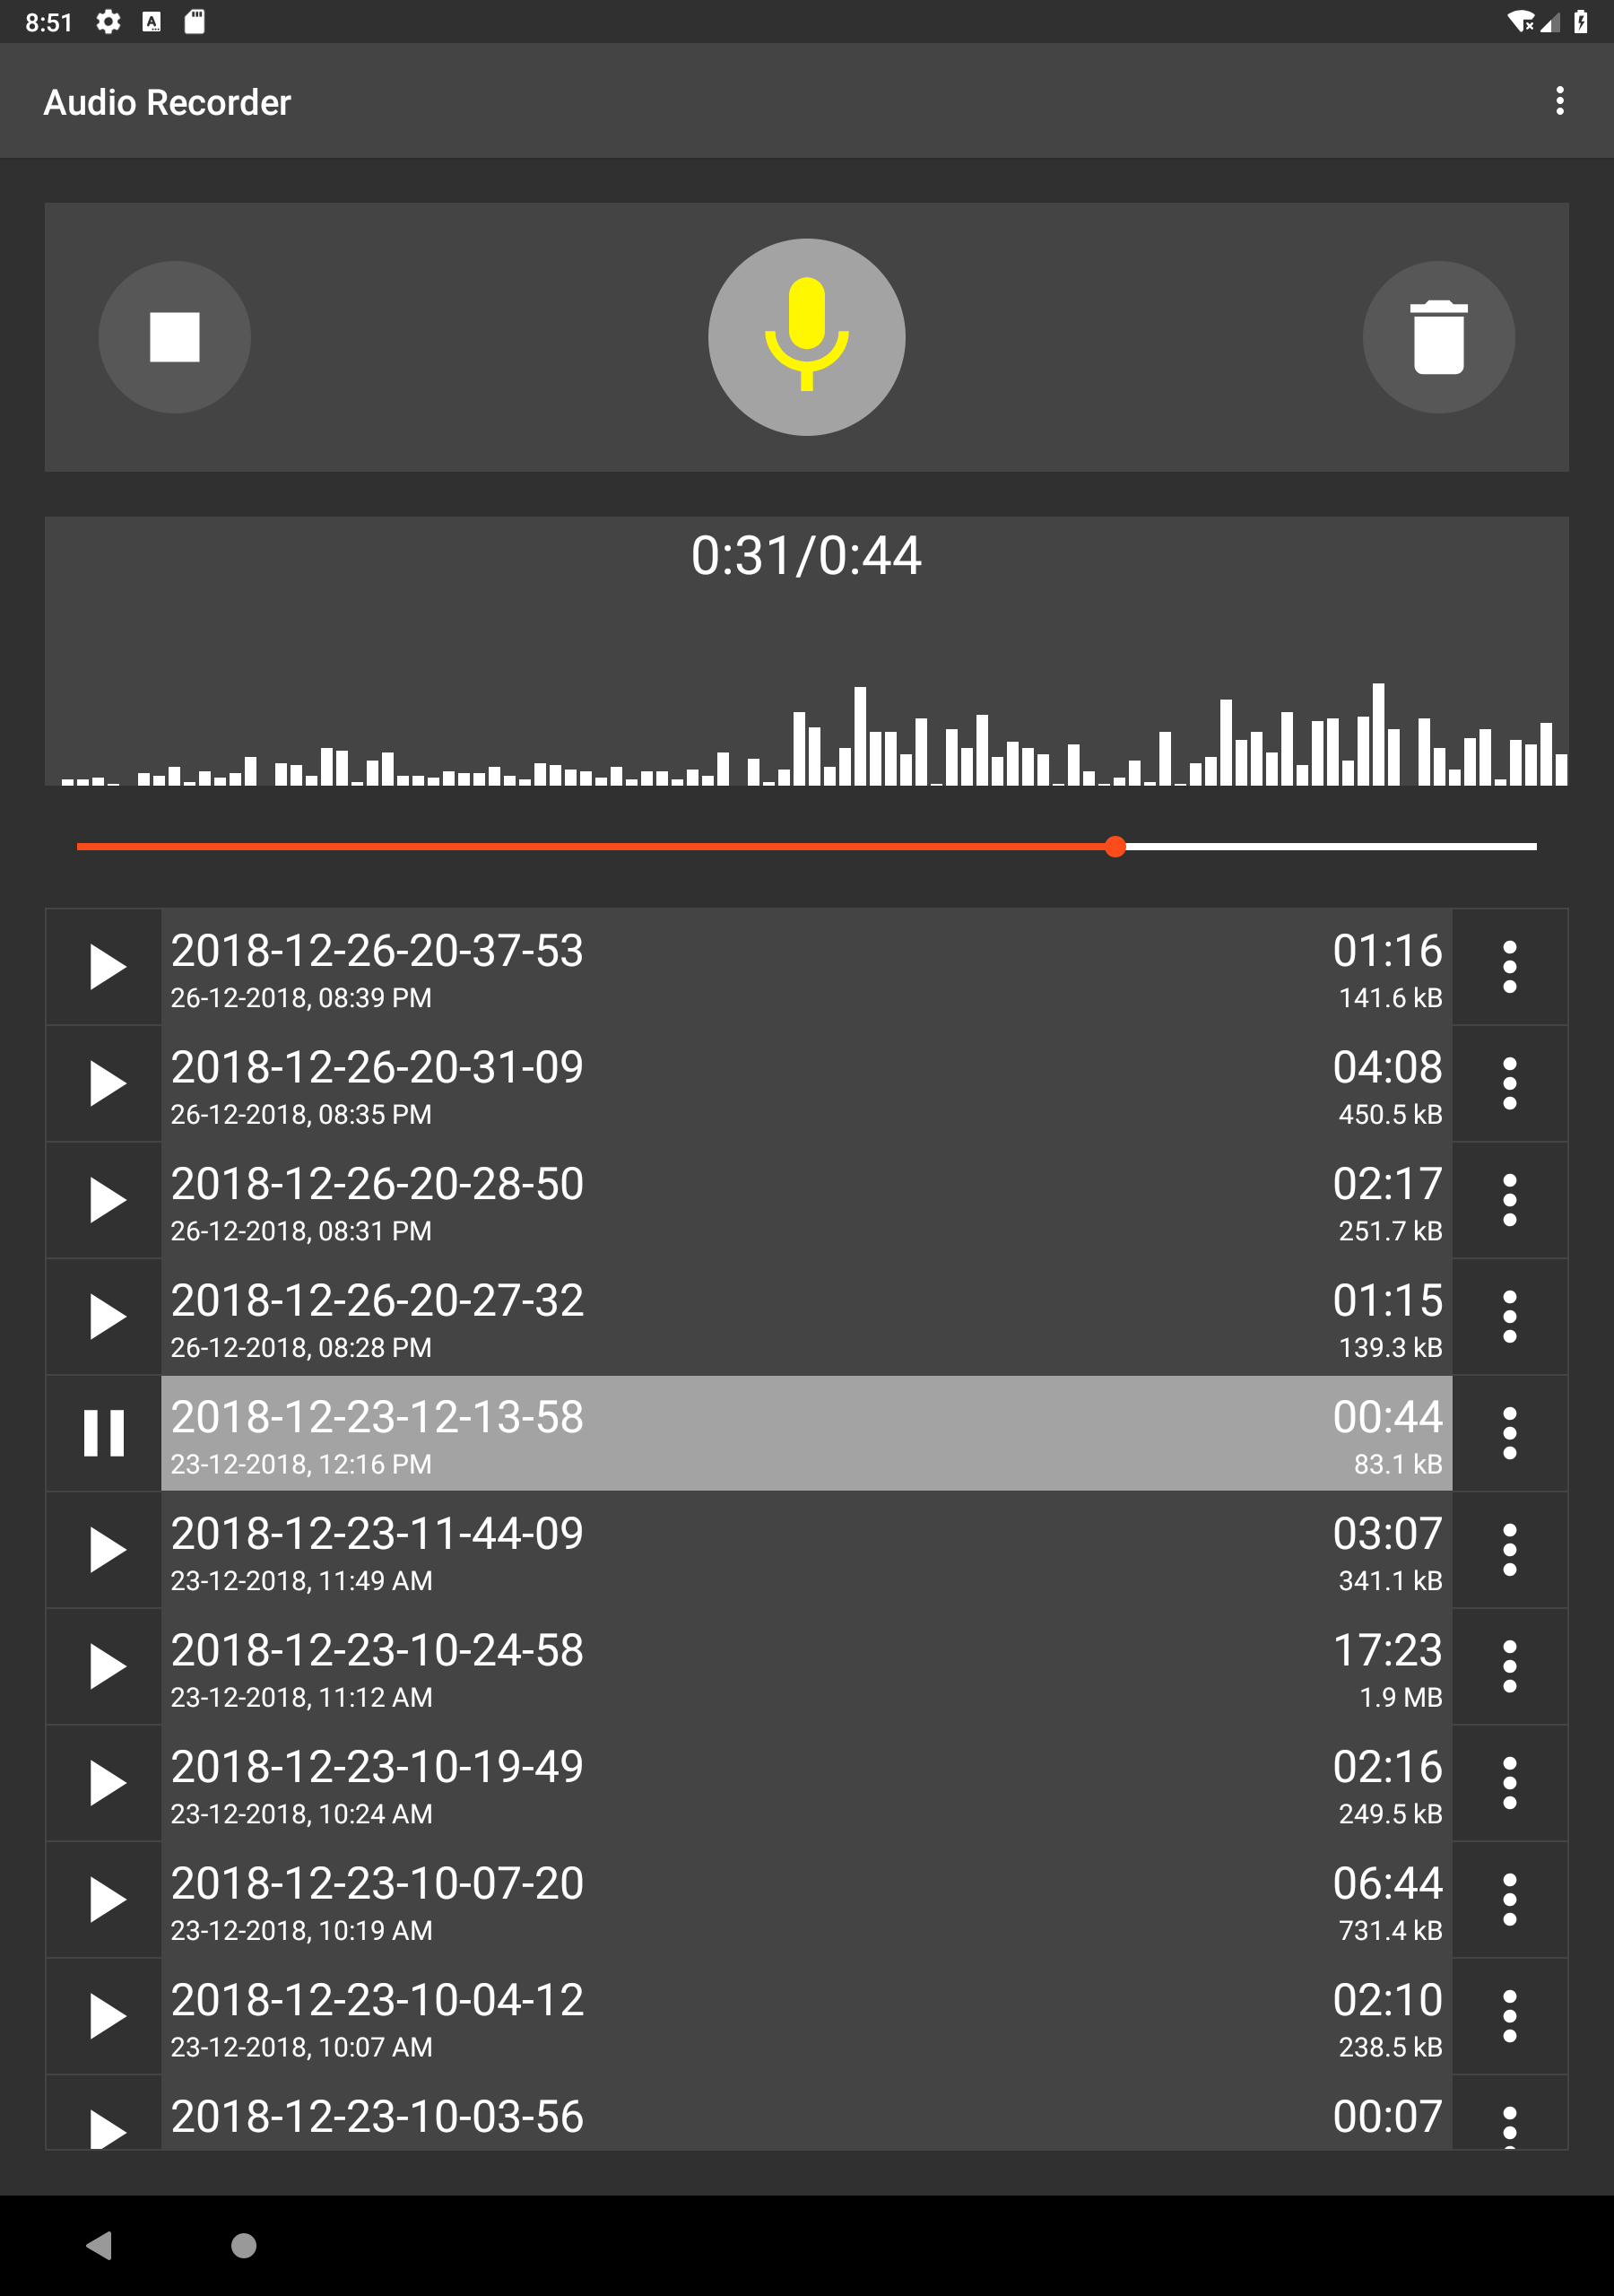 8:51
Audio Recorder
0:31/0:44
2018-12-26-20-37-53 01:16
26-12-2018, 08:39 PM 141.6 kB
2018-12-26-20-31-09 04:08
26-12-2018, 08:35 PM 450.5 kB
2018-12-26-20-28-50 02:17
26-12-2018, 08:31 PM 251.7 kB
2018-12-26-20-27-32 01:15
26-12-2018, 08:28 PM 139.3 kB
2018-12-23-12-13-58 00:44
23-12-2018, 12:16 PM 83.1 kB
2018-12-23-11-44-09 03:07
23-12-2018, 11:49 AM 341.1 kB
2018-12-23-10-24-58 17:23
23-12-2018, 11:12 AM 1.9 MB
2018-12-23-10-19-49 02:16
23-12-2018, 10:24 AM 249.5 kB
2018-12-23-10-07-20 06:44
23-12-2018, 10:19 AM 731.4 kB
2018-12-23-10-04-12 02:10
23-12-2018, 10:07 AM 238.5 kB
2018-12-23-10-03-56 00:07